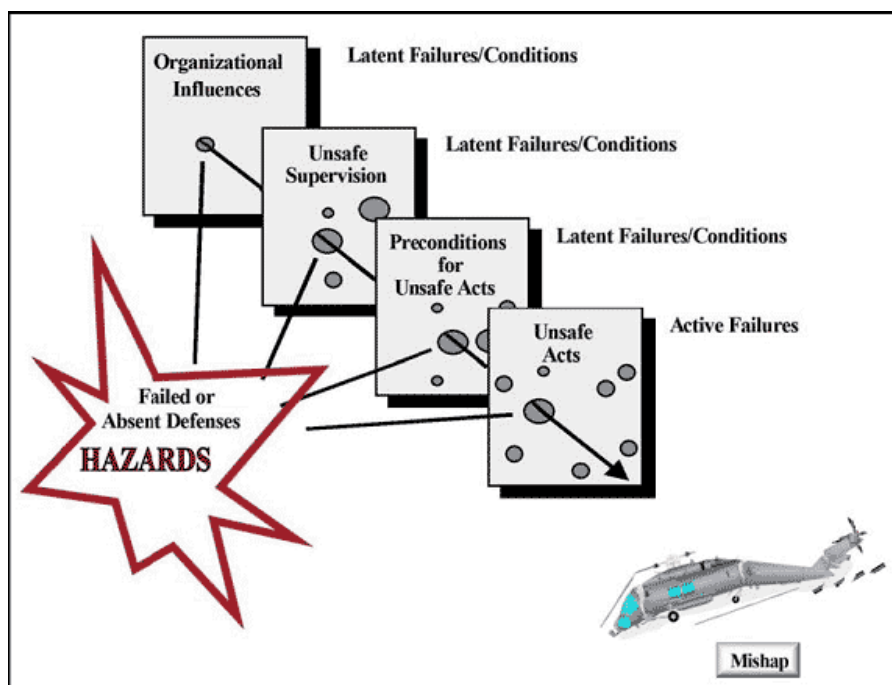 Organizational
Influences
Latent Failures/Conditions
Unsafe
Supervision
Latent Failures/Conditions
Preconditions
for
Unsafe Acts
Latent Failures/Conditions
Unsafe
Acts
Active Failures
Failed or
Absent Defenses
HAZARDS
Mishap